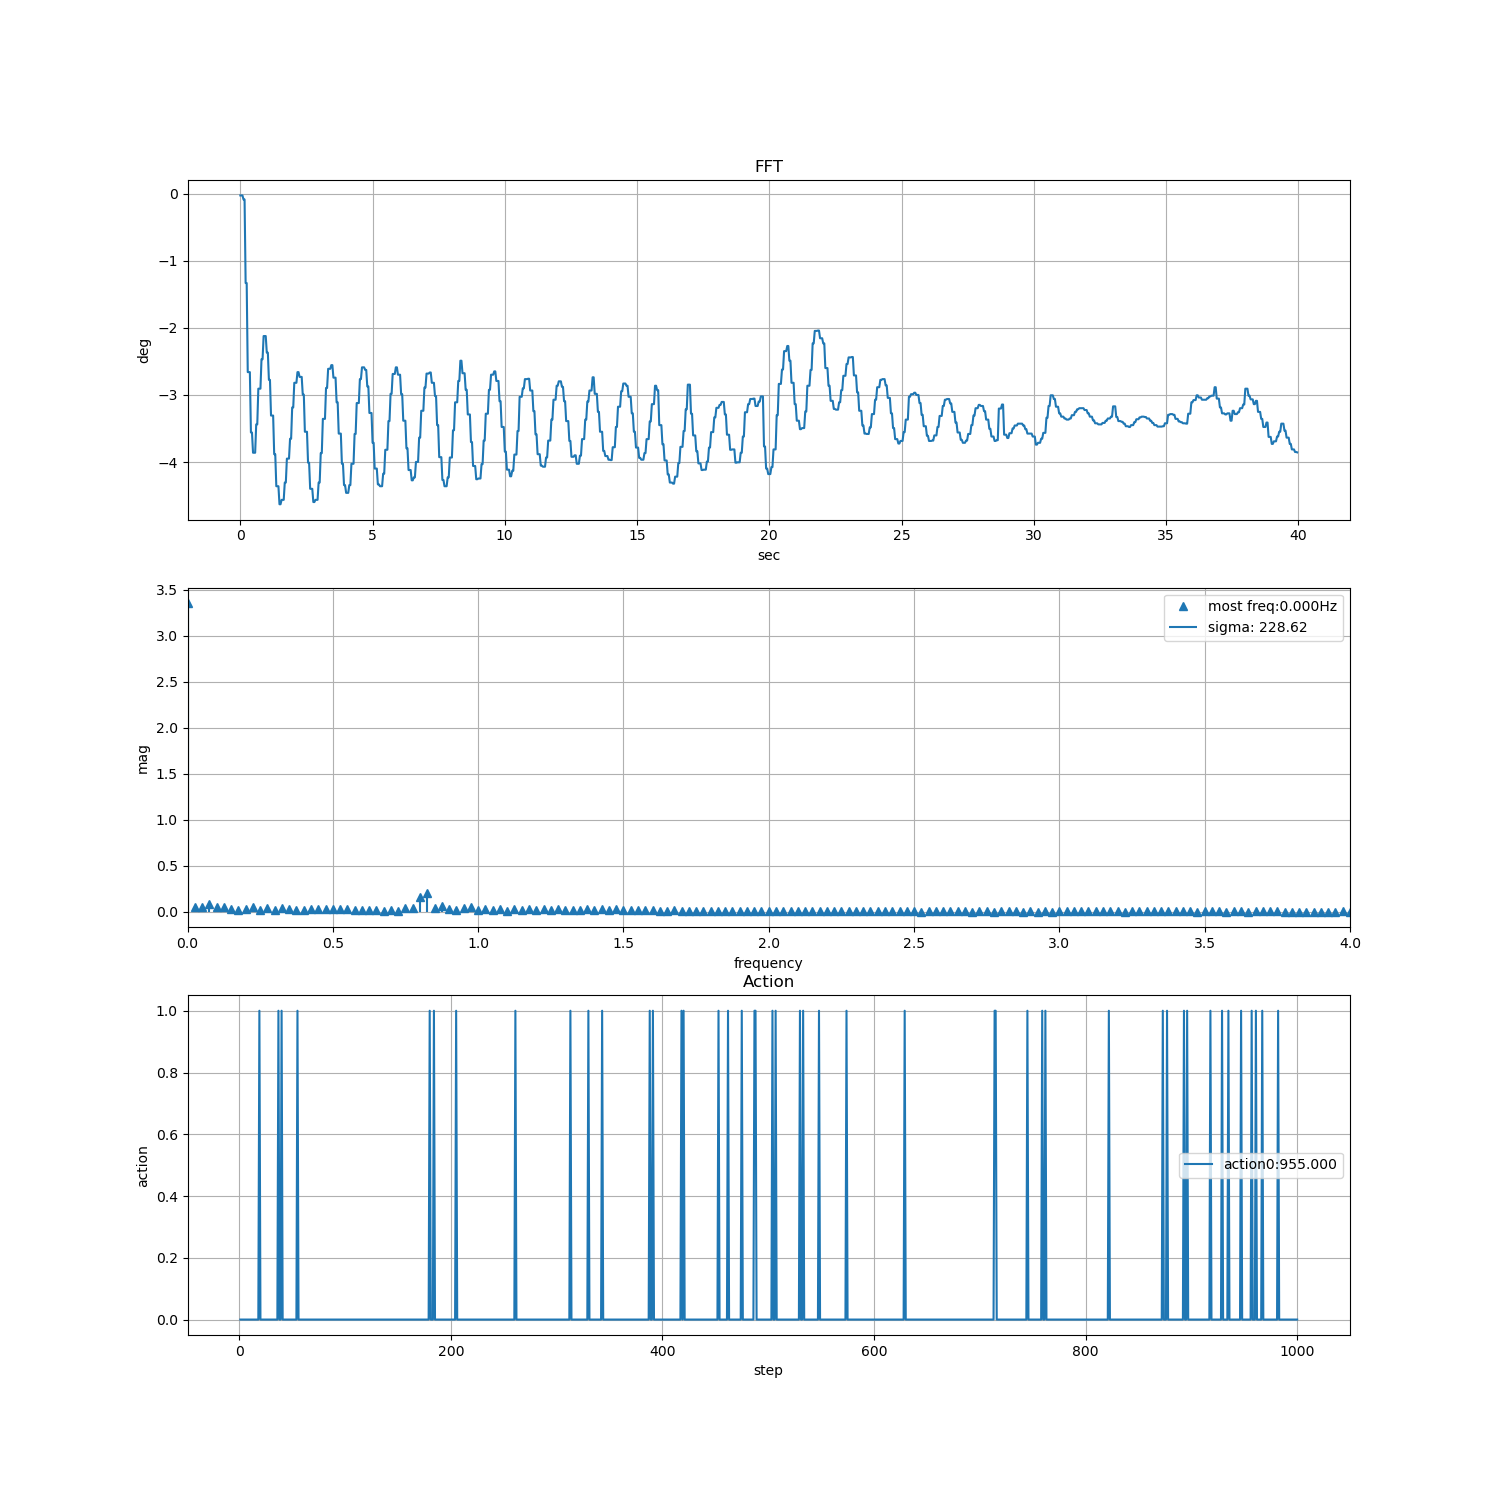 FFT
0
−1
−2
−3
−4
deg
0 5 10 15 20 25 30 35 40
sec
3.5
3.0
2.5
2.0
1.5
1.0
0.5
0.0
mag
most freq:0.000Hz
sigma: 228.62
0.0 0.5 1.0 1.5 2.0 2.5 3.0 3.5 4.0
frequency
Action
1.0
0.8
0.6
0.4
0.2
0.0
action
action0:955.000
0 200 400 600 800 1000
step